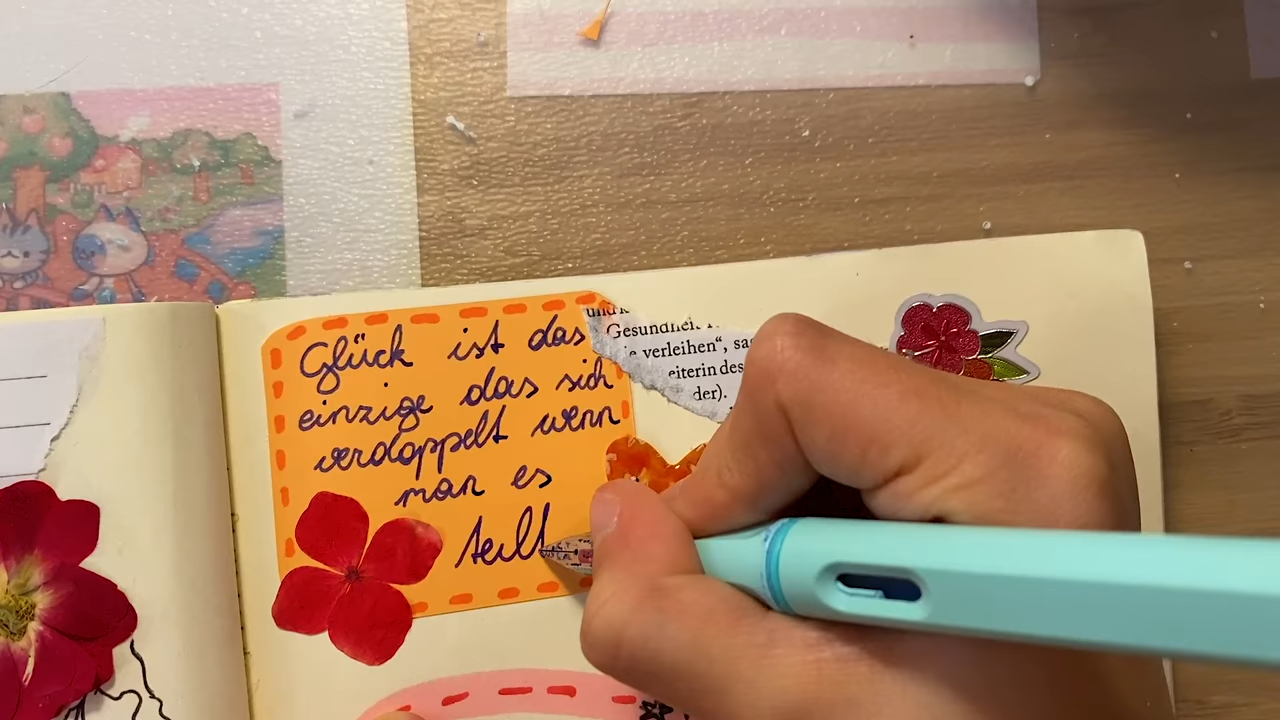 Glück ist das
einzige das sich
verdoppelt wenn
man es
teilt
Gesundheit
verleihen“, sa
eiterin des
der).